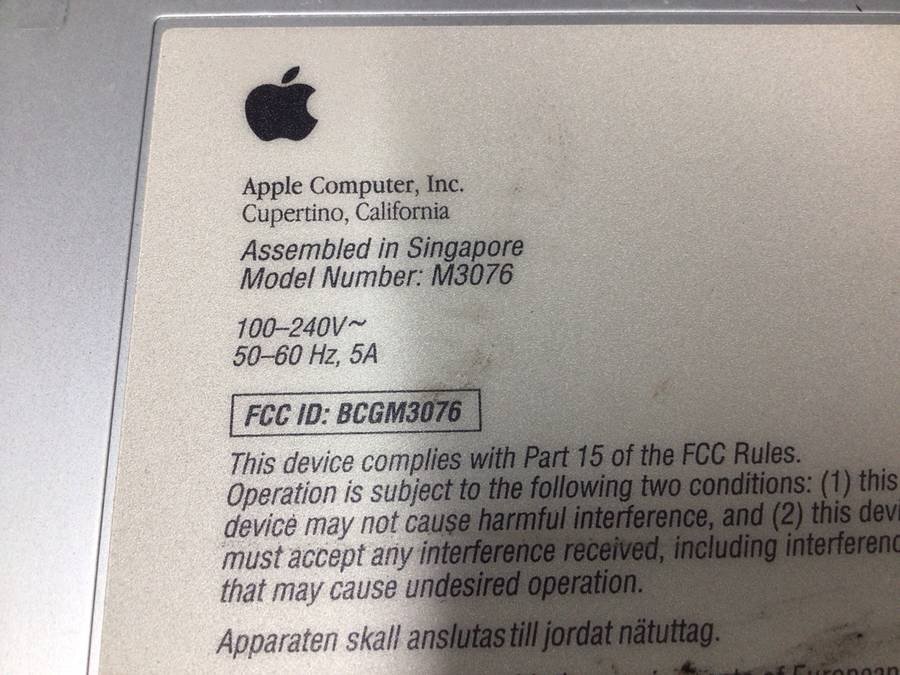 Apple Computer, Inc.
Cupertino, California
Assembled in Singapore
Model Number: M3076
100–240V~
50–60 Hz, 5A
FCC ID: BCGM3076
This device complies with Part 15 of the FCC Rules.
Operation is subject to the following two conditions: (1) this
device may not cause harmful interference, and (2) this devi
must accept any interference received, including interferenc
that may cause undesired operation.
Apparaten skall anslutas till jordat nätuttag.
of European